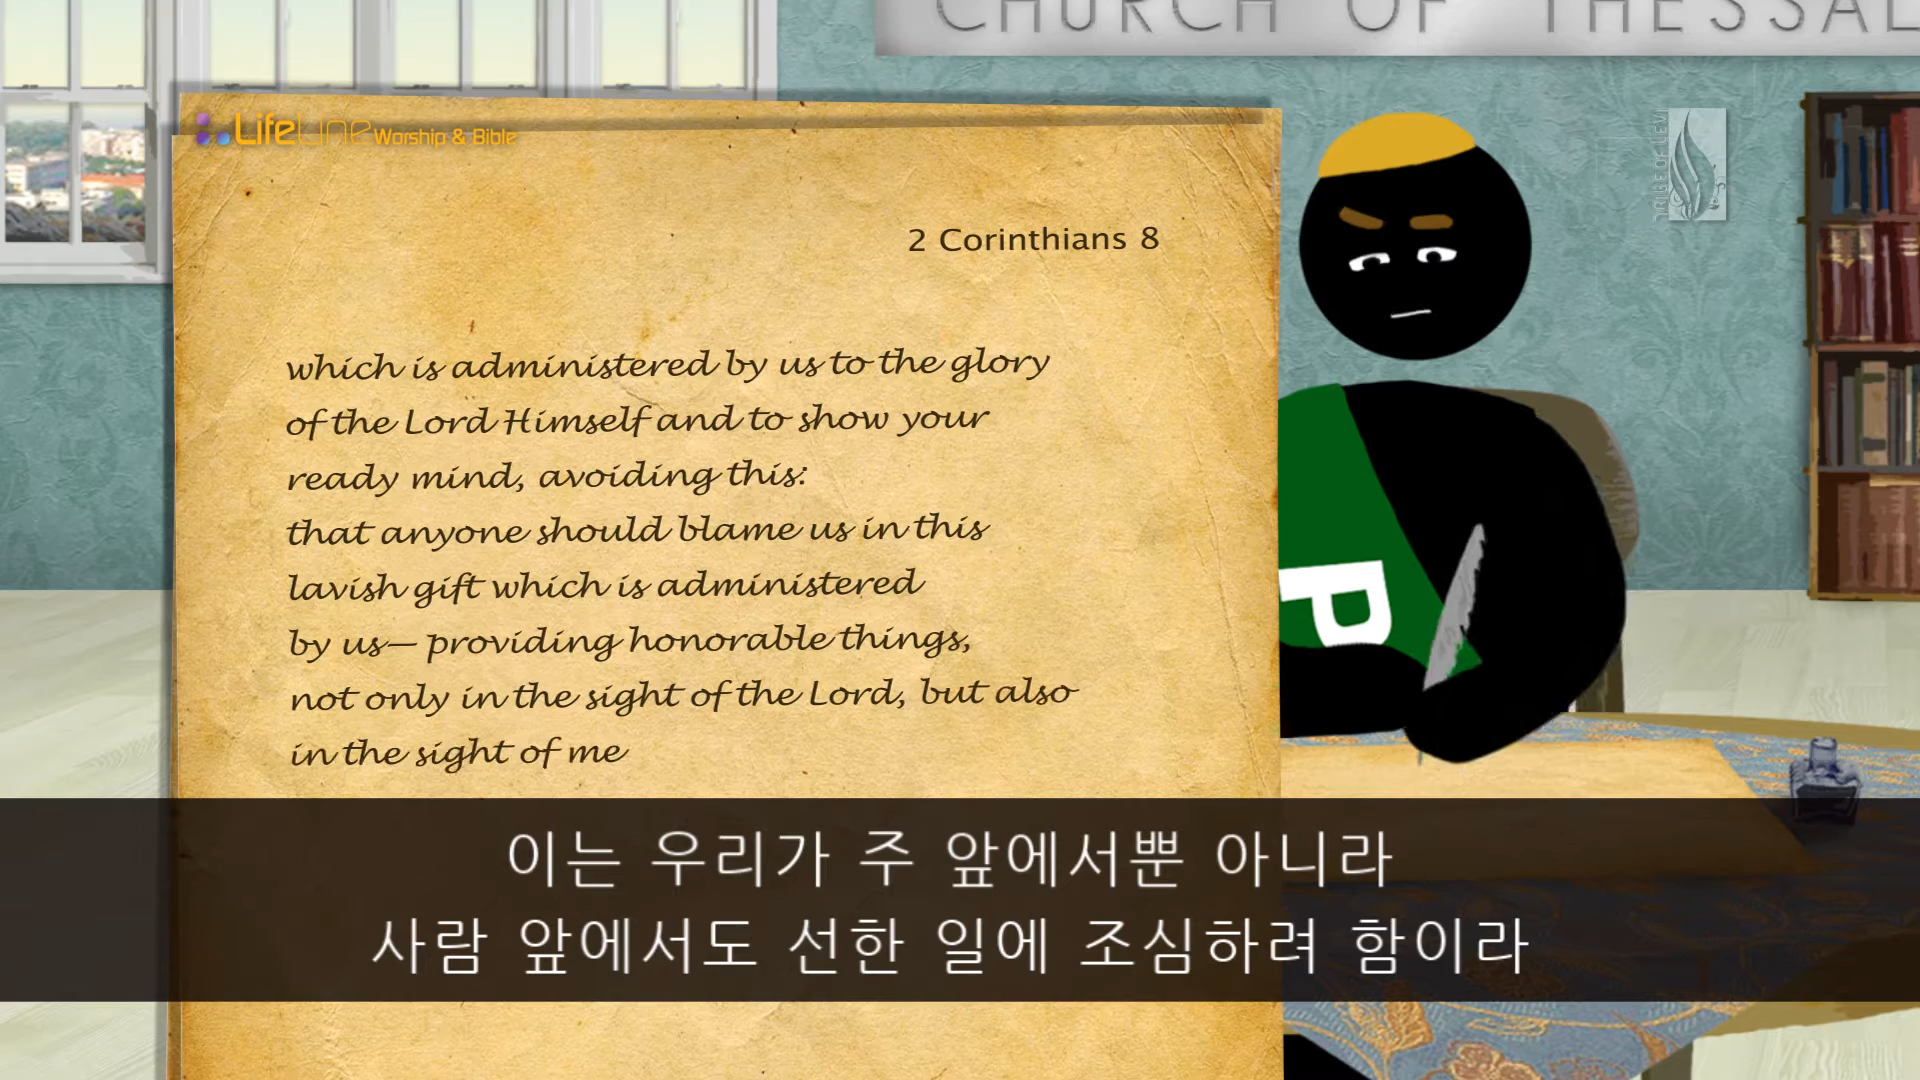 CHURCH OF THESSAL
LifeLine Worship & Bible
TRIBE OF LEVI
2 Corinthians 8
which is administered by us to the glory
of the Lord Himself and to show your
ready mind, avoiding this:
that anyone should blame us in this
lavish gift which is administered
by us— providing honorable things,
not only in the sight of the Lord, but also
in the sight of me
P
이는 우리가 주 앞에서뿐 아니라
사람 앞에서도 선한 일에 조심하려 함이라